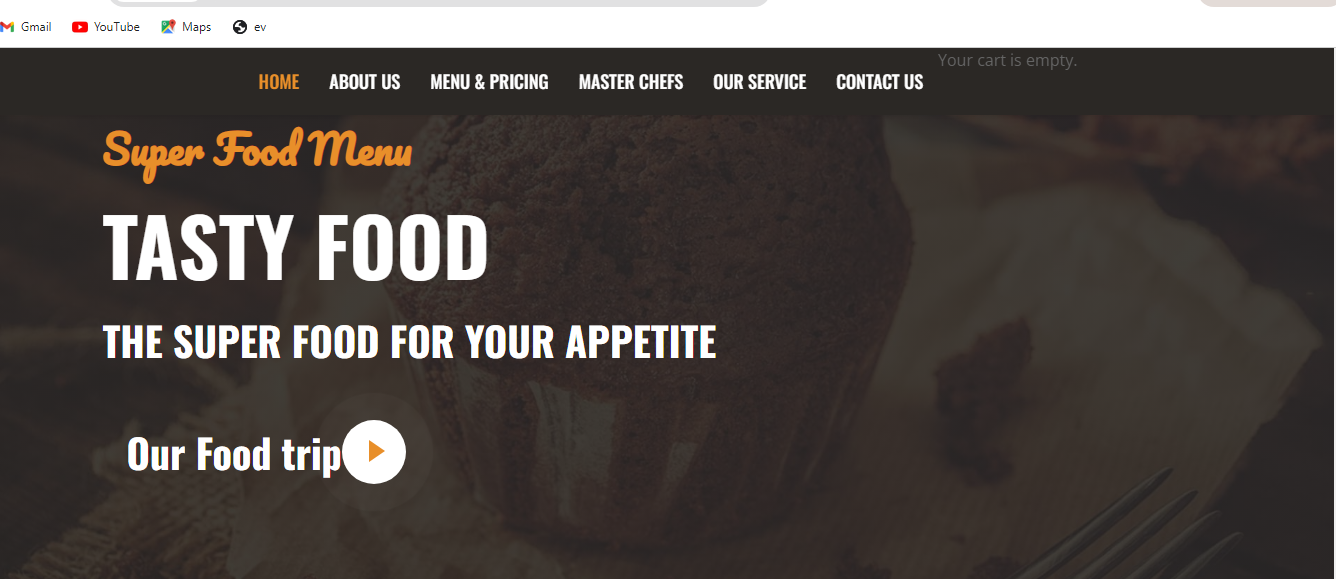 Gmail YouTube Maps ev
HOME ABOUT US MENU & PRICING MASTER CHEFS OUR SERVICE CONTACT US Your cart is empty.
Super Food Menu
TASTY FOOD
THE SUPER FOOD FOR YOUR APPETITE
Our Food trip